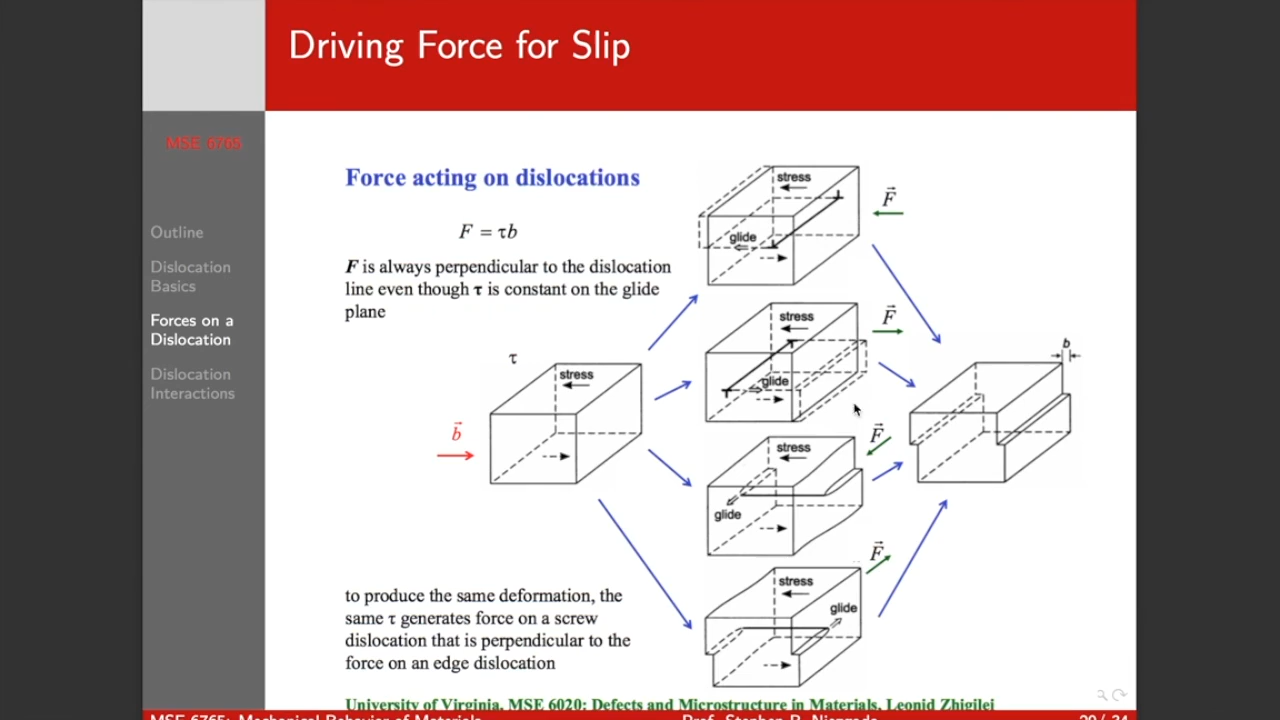 Driving Force for Slip
MSE 6765
Outline
Dislocation
Basics
Forces on a
Dislocation
Dislocation
Interactions
Force acting on dislocations
F = τb
F is always perpendicular to the dislocation
line even though τ is constant on the glide
plane
τ
stress
b
stress
glide
F
stress
glide
F
stress
glide
F
stress
glide
F
b
to produce the same deformation, the
same τ generates force on a screw
dislocation that is perpendicular to the
force on an edge dislocation
University of Virginia, MSE 6020: Defects and Microstructure in Materials, Leonid Zhigilei
MSE 6765: Mechanical Behavior of Materials
Prof. Stephen